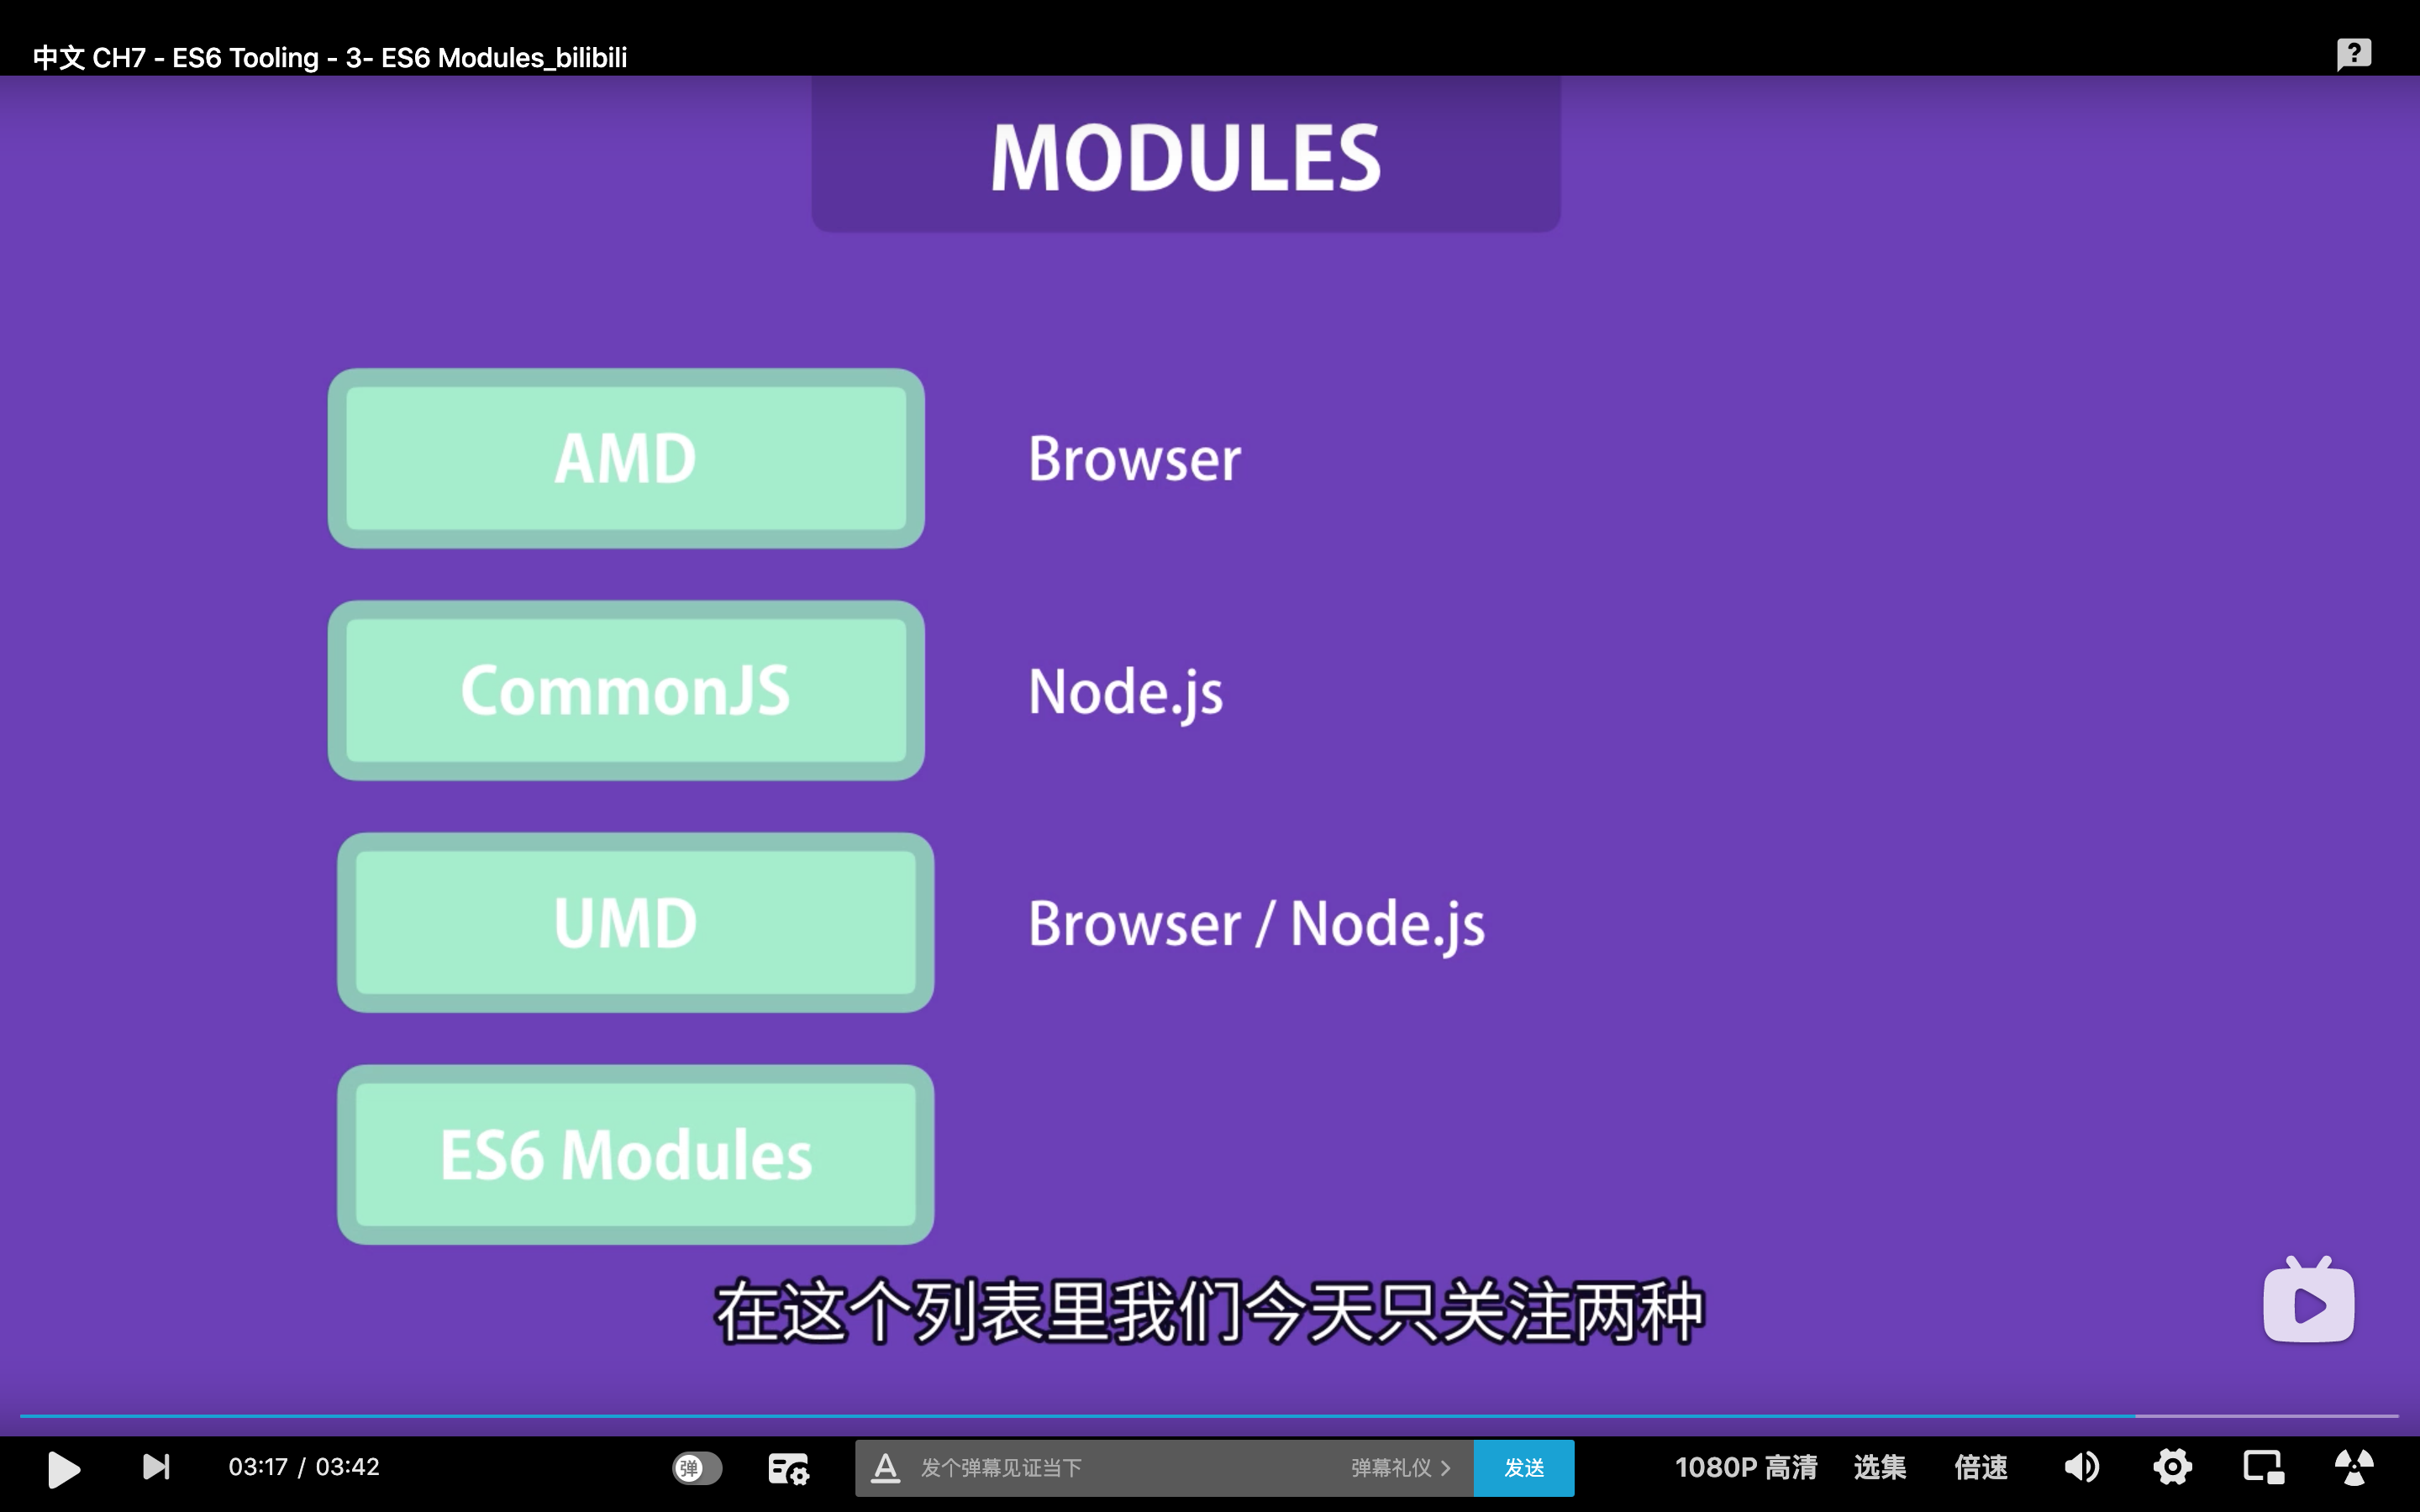 中文 CH7 - ES6 Tooling - 3- ES6 Modules_bilibili
MODULES
AMD
Browser
CommonJS
Node.js
UMD
Browser / Node.js
ES6 Modules
在这个列表里我们今天只关注两种
03:17 / 03:42
弹
发个弹幕见证当下
弹幕礼仪 >
发送
1080P 高清
选集
倍速